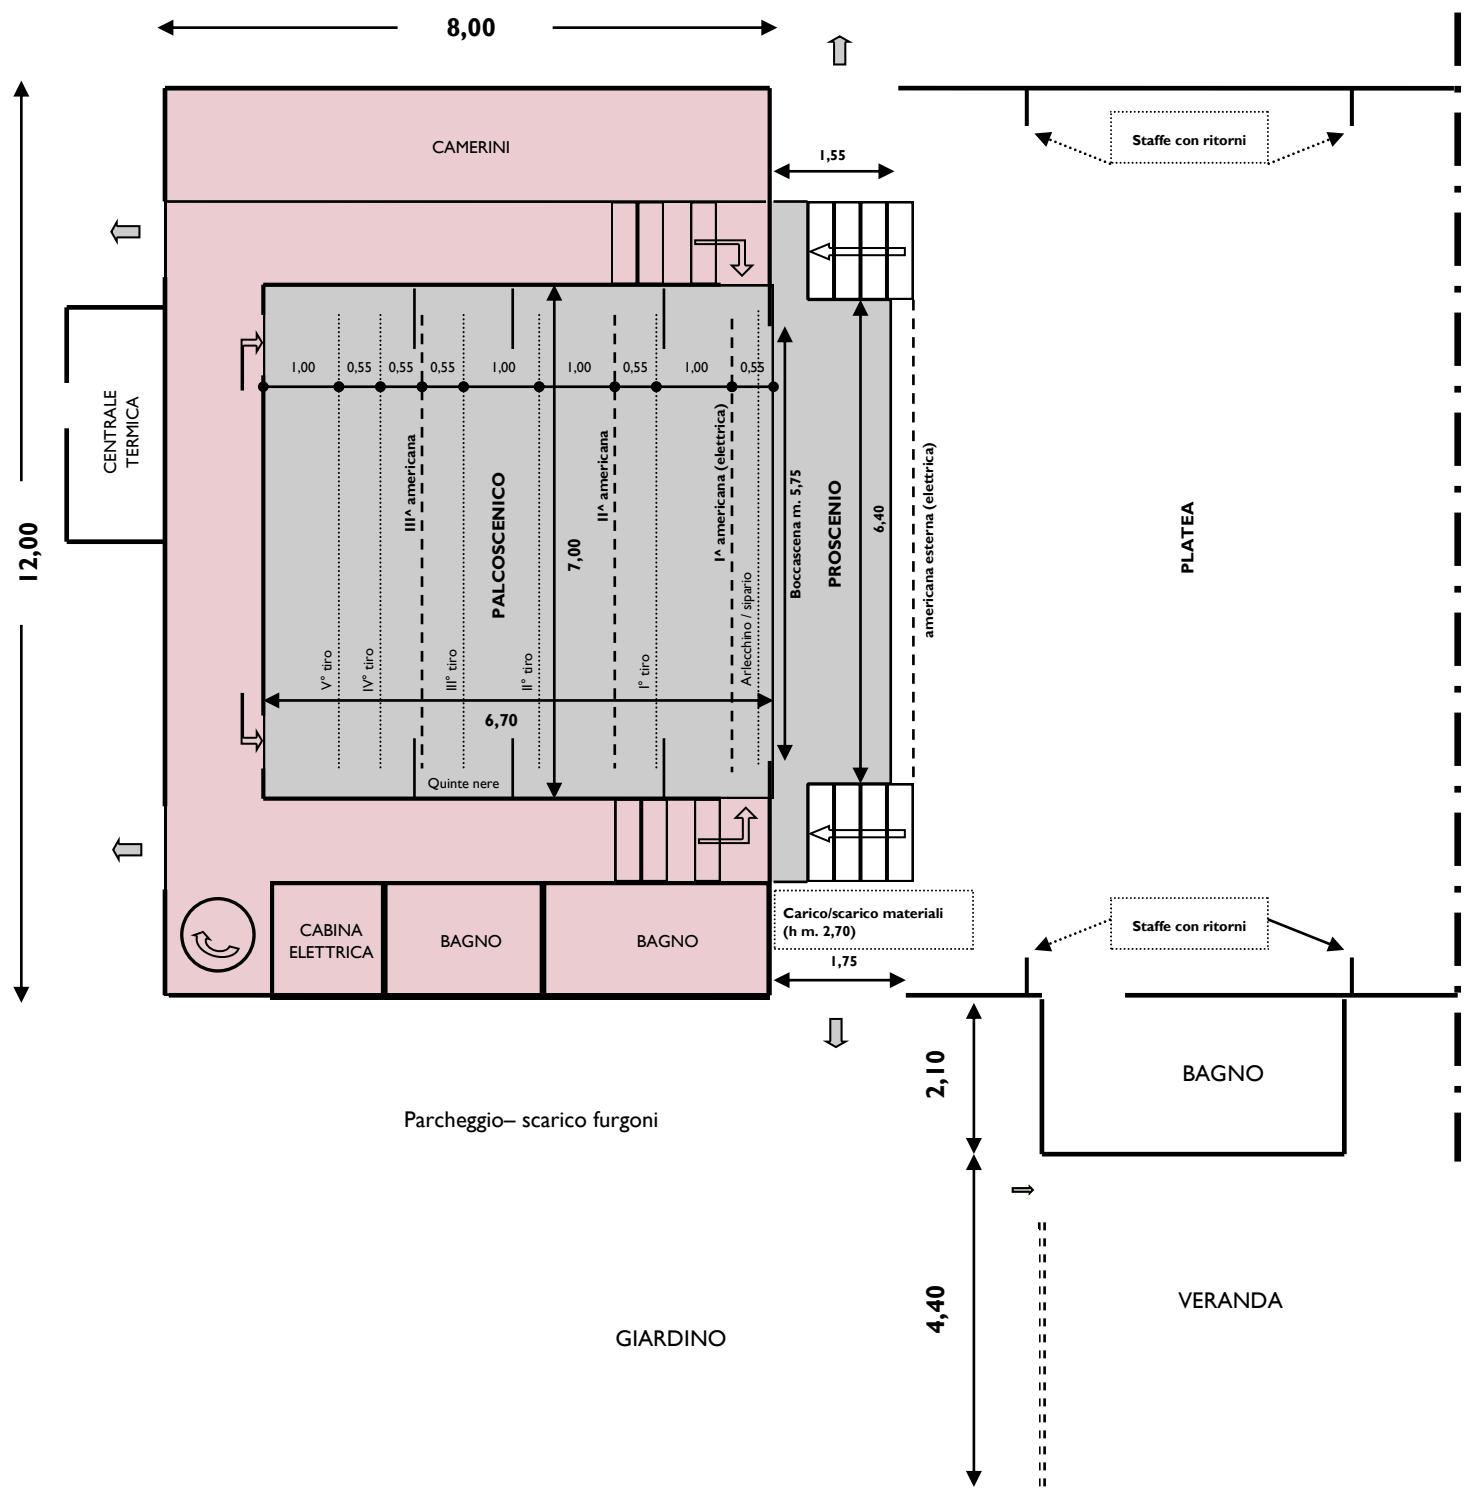 8,00
CAMERINI
Staffe con ritorni
1,55
1,00
0,55
0,55
0,55
1,00
1,00
0,55
1,00
0,55
CENTRALE
TERMICA
12,00
III^ americana
PALCOSCENICO
7,00
II^ americana
I^ americana (elettrica)
Boccascena m. 5,75
PROSCENIO
6,40
americana esterna (elettrica)
PLATEA
V° tiro
IV° tiro
III° tiro
II° tiro
I° tiro
Arlecchino / sipario
6,70
Quinte nere
CABINA
ELETTRICA
BAGNO
BAGNO
Carico/scarico materiali
(h m. 2,70)
1,75
Staffe con ritorni
2,10
BAGNO
Parcheggio– scarico furgoni
4,40
VERANDA
GIARDINO